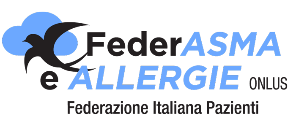 FederASMA
e ALLERGIE ONLUS
Federazione Italiana Pazienti